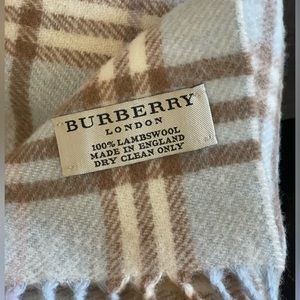 BURBERRY
LONDON
100% LAMBSWOOL
MADE IN ENGLAND
DRY CLEAN ONLY